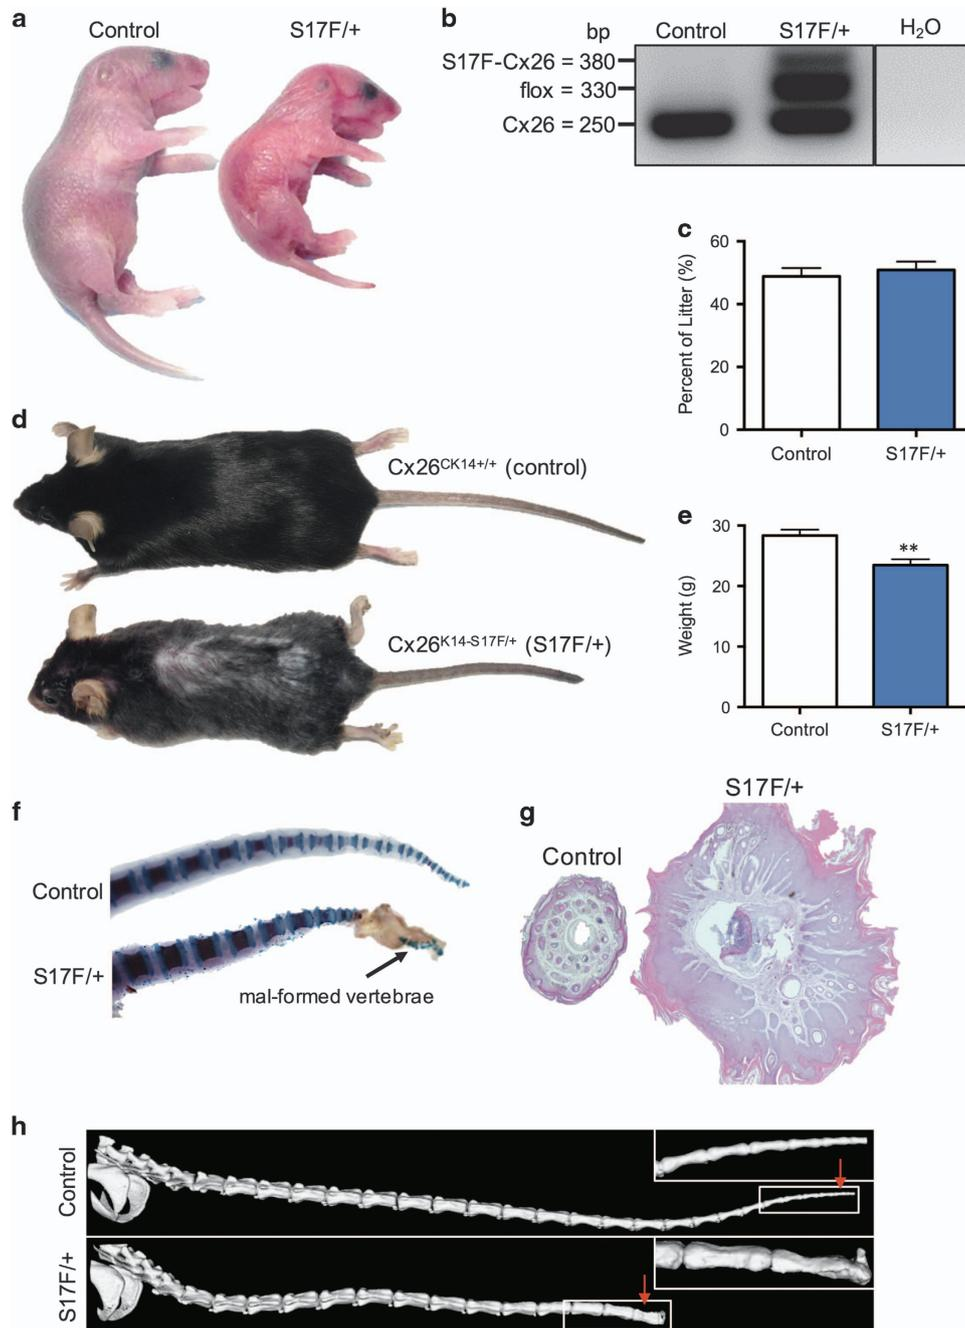 a
Control
S17F/+
b
bp
Control
S17F/+
H₂O
S17F-Cx26 = 380
flox = 330
Cx26 = 250
c
Percent of Litter (%)
60
40
20
0
Control
S17F/+
d
Cx26ᶜᴷ¹⁴⁺/⁺ (control)
Cx26ᴷ¹⁴⁻ˢ¹⁷ᶠ/⁺ (S17F/+)
e
Weight (g)
30
20
10
0
**
Control
S17F/+
f
Control
S17F/+
mal-formed vertebrae
g
Control
S17F/+
h
Control
S17F/+